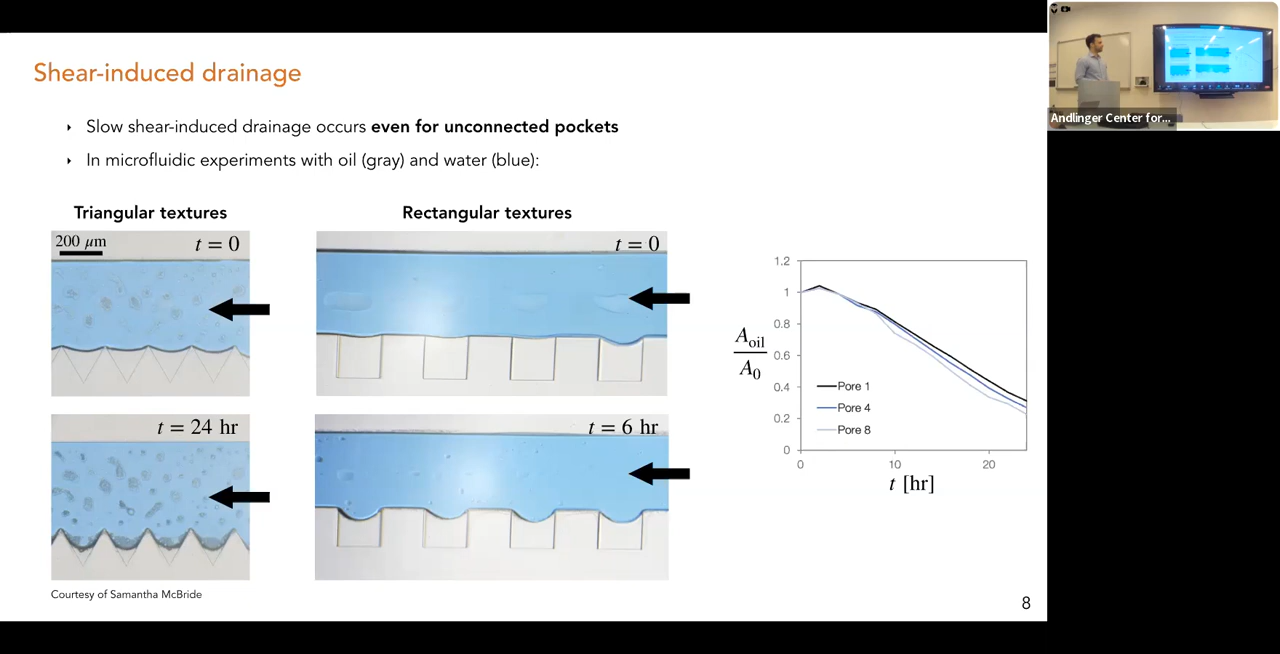 Shear-induced drainage
Slow shear-induced drainage occurs even for unconnected pockets
In microfluidic experiments with oil (gray) and water (blue):
Triangular textures
Rectangular textures
200 μm
t = 0
t = 0
t = 24 hr
t = 6 hr
A_oil
A_0
1.2
1
0.8
0.6
0.4
0.2
0
Pore 1
Pore 4
Pore 8
0
10
20
t [hr]
Courtesy of Samantha McBride
8
Andlinger Center for...